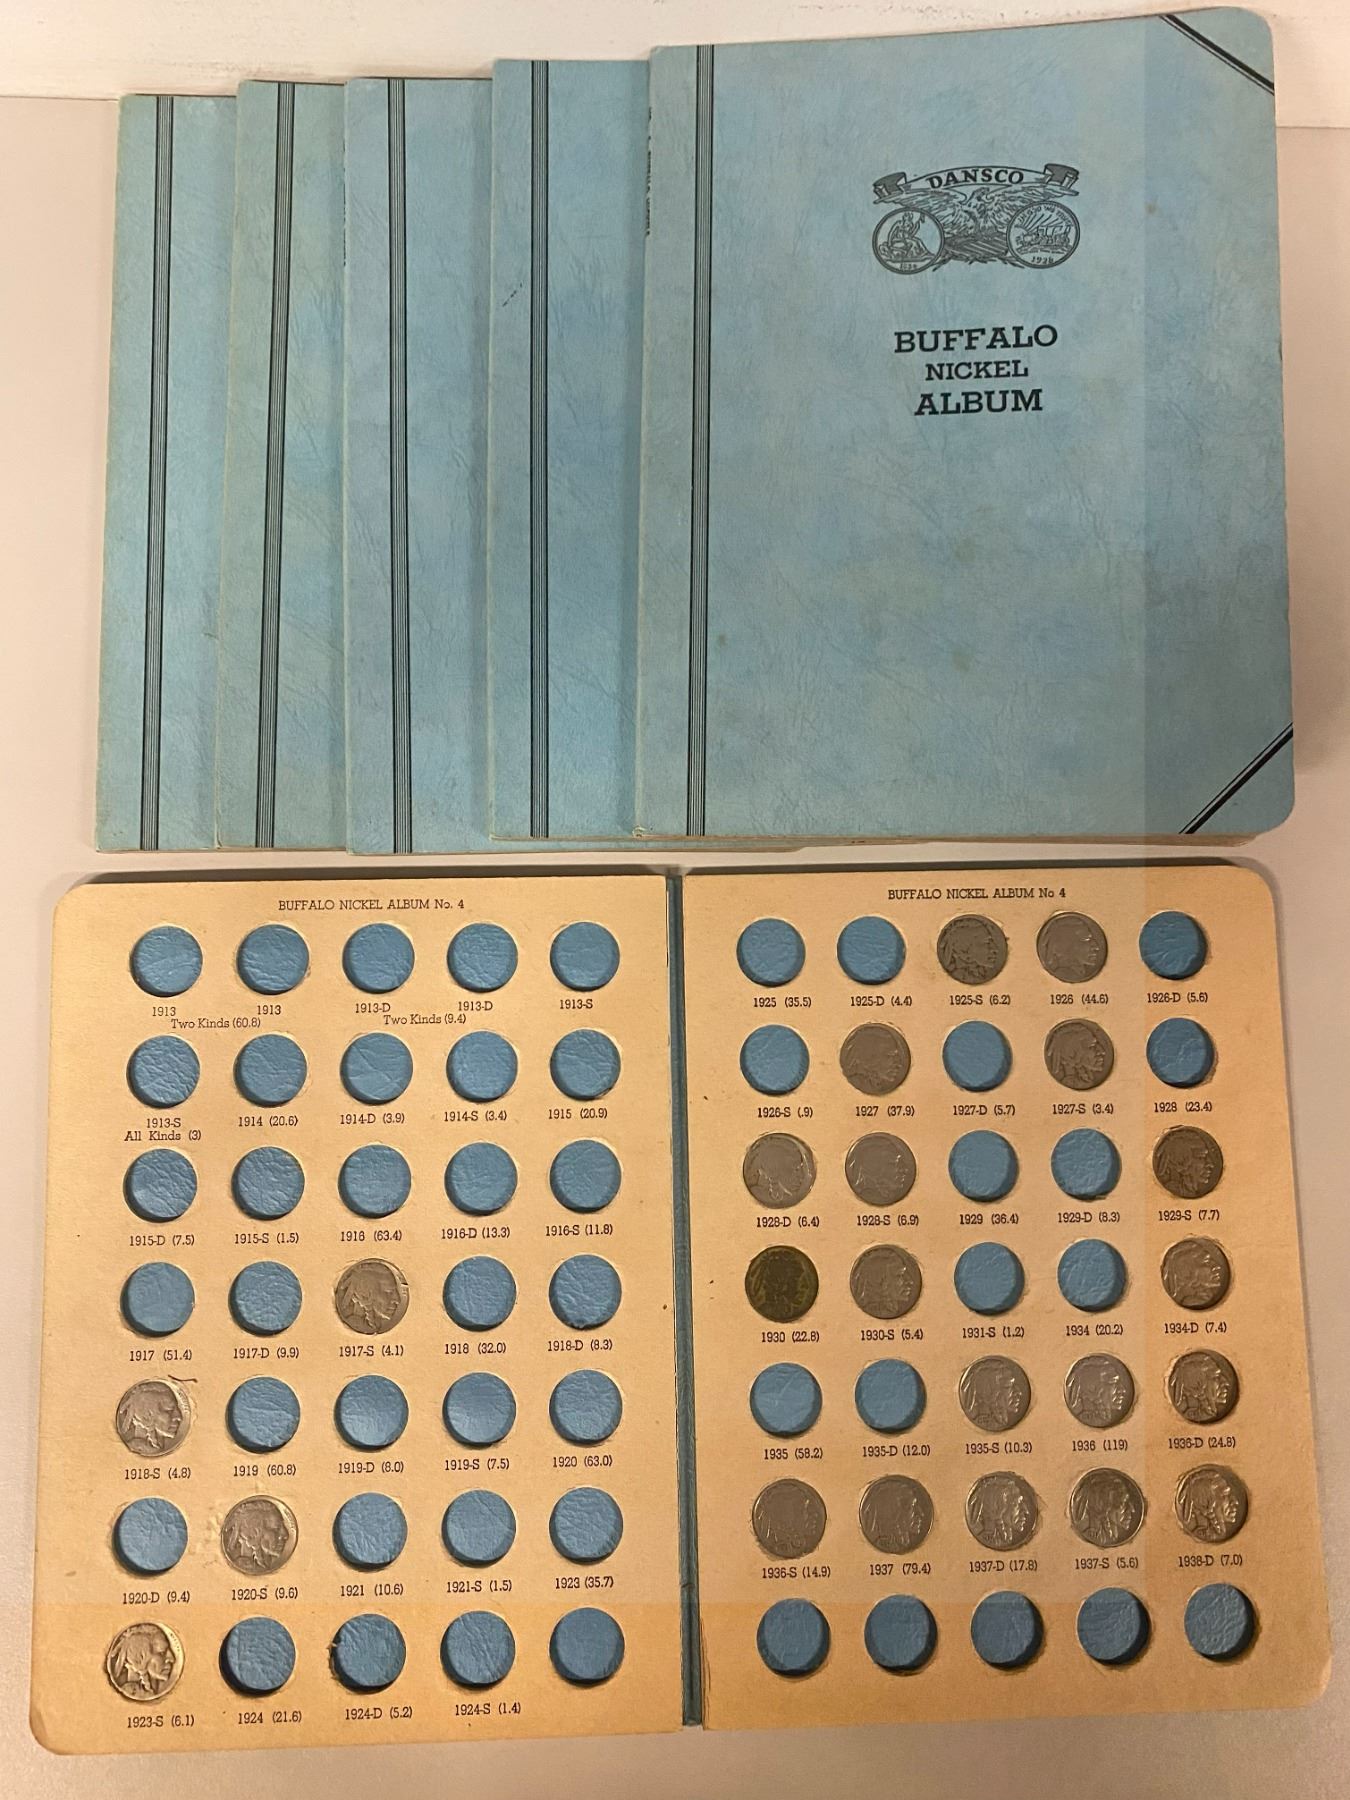 DANSCO
1926
BUFFALO
NICKEL
ALBUM
BUFFALO NICKEL ALBUM No. 4
1913 1913 1913-D 1913-D 1913-S
Two Kinds (60.8) Two Kinds (9.4)
1913-S 1914 (20.6) 1914-D (3.9) 1914-S (3.4) 1915 (20.9)
All Kinds (3)
1915-D (7.5) 1915-S (1.5) 1916 (63.4) 1916-D (13.3) 1916-S (11.8)
1917 (51.4) 1917-D (9.9) 1917-S (4.1) 1918 (32.0) 1918-D (8.3)
1918-S (4.8) 1919 (60.8) 1919-D (8.0) 1919-S (7.5) 1920 (63.0)
1920-D (9.4) 1920-S (9.6) 1921 (10.6) 1921-S (1.5) 1923 (35.7)
1923-S (6.1) 1924 (21.6) 1924-D (5.2) 1924-S (1.4)
BUFFALO NICKEL ALBUM No 4
1925 (35.5) 1925-D (4.4) 1925-S (6.2) 1926 (44.6) 1926-D (5.6)
1926-S (.9) 1927 (37.9) 1927-D (5.7) 1927-S (3.4) 1928 (23.4)
1928-D (6.4) 1928-S (6.9) 1929 (36.4) 1929-D (8.3) 1929-S (7.7)
1930 (22.8) 1930-S (5.4) 1931-S (1.2) 1934 (20.2) 1934-D (7.4)
1935 (58.2) 1935-D (12.0) 1935-S (10.3) 1936 (119) 1936-D (24.8)
1936-S (14.9) 1937 (79.4) 1937-D (17.8) 1937-S (5.6) 1938-D (7.0)